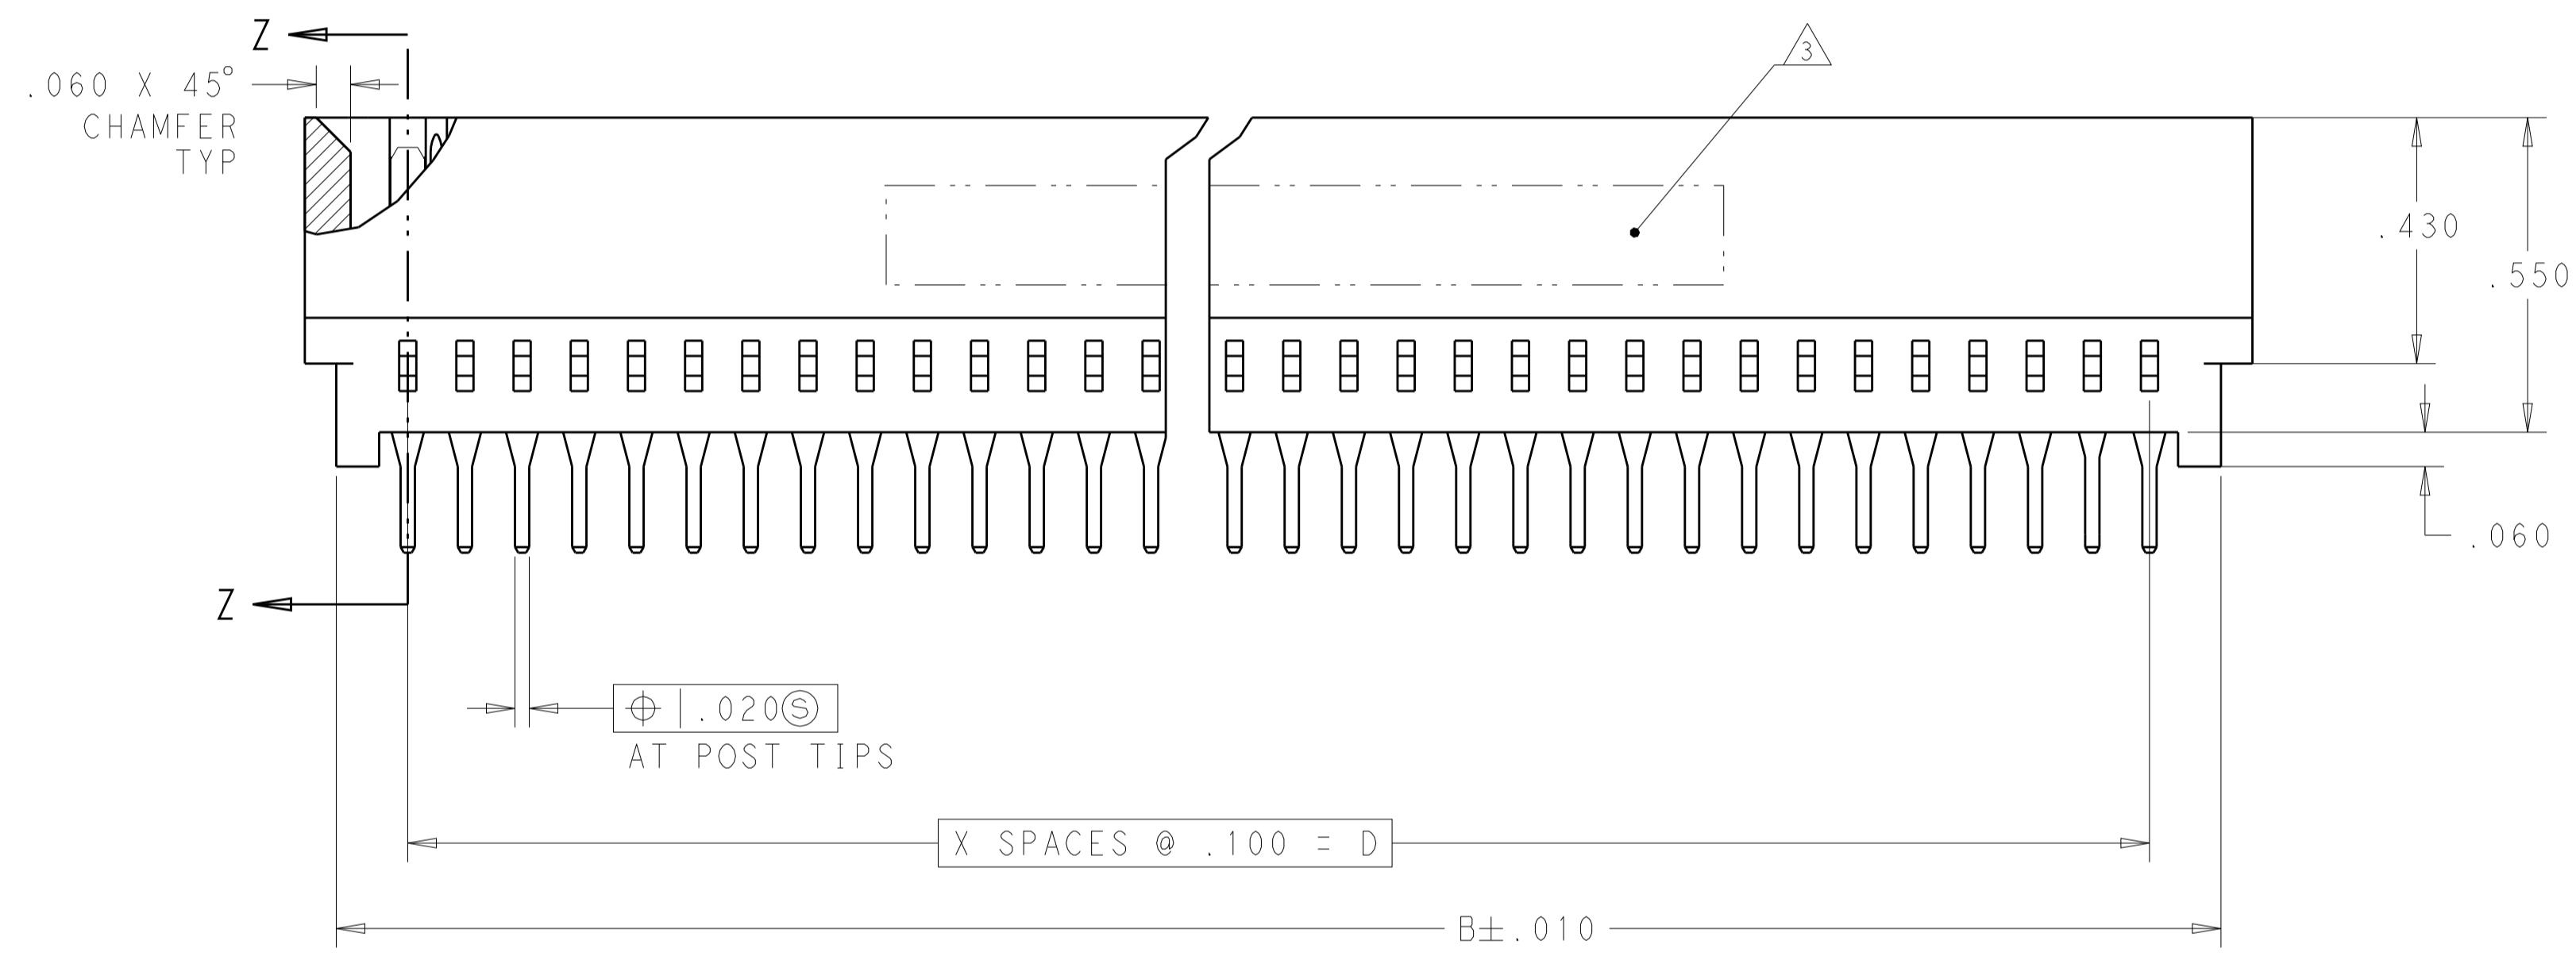 Z
3
.060 X 45°
CHAMFER
TYP
.430
.550
.060
Z
⌖ .020Ⓢ
AT POST TIPS
X SPACES @ .100 = D
B±.010